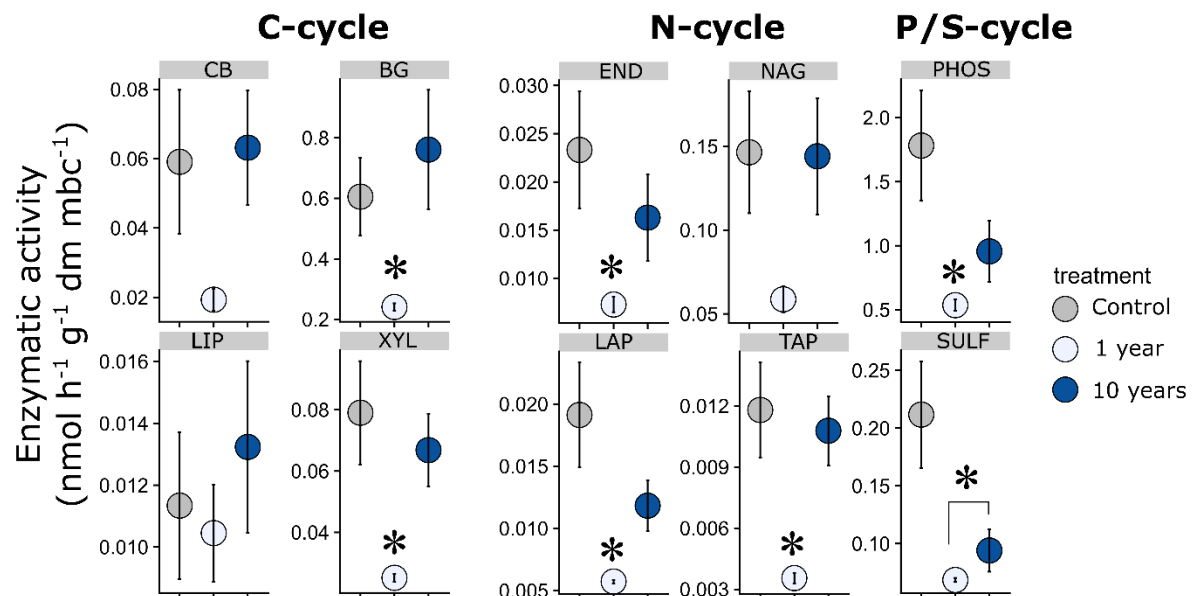 C-cycle N-cycle P/S-cycle
CB BG END NAG PHOS
0.08 0.06 0.04 0.02
0.8 0.6 0.4 0.2
0.030 0.025 0.020 0.015 0.010
0.15 0.10 0.05
2.0 1.5 1.0 0.5
* * *
LIP XYL LAP TAP SULF
0.016 0.014 0.012 0.010
0.08 0.06 0.04
0.020 0.015 0.010 0.005
0.012 0.009 0.006 0.003
0.25 0.20 0.15 0.10
* * * *
Enzymatic activity
(nmol h⁻¹ g⁻¹ dm mbc⁻¹)
treatment
Control
1 year
10 years